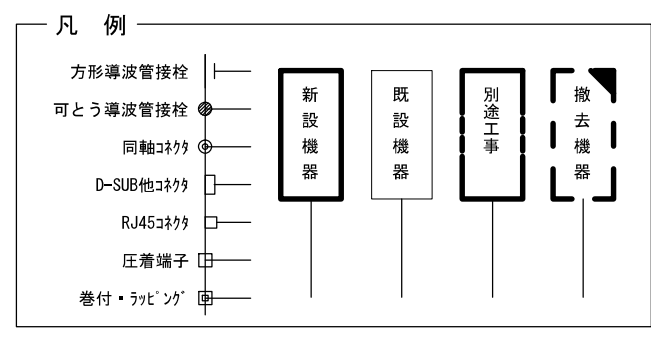 凡 例
方形導波管接栓
可とう導波管接栓
同軸ｺﾈｸﾀ
D-SUB他ｺﾈｸﾀ
RJ45ｺﾈｸﾀ
圧着端子
巻付・ﾗｯﾋﾟﾝｸﾞ
新設機器
既設機器
別途工事
撤去機器